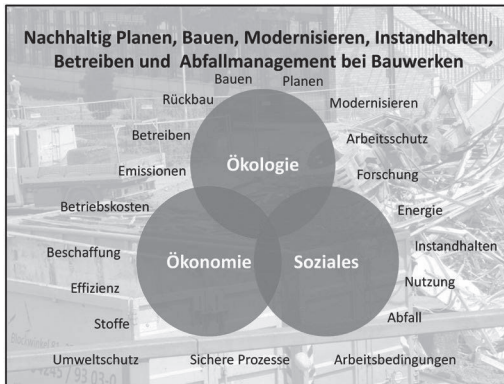 Nachhaltig Planen, Bauen, Modernisieren, Instandhalten,
Betreiben und Abfallmanagement bei Bauwerken
Bauen
Planen
Rückbau
Modernisieren
Betreiben
Arbeitsschutz
Ökologie
Emissionen
Forschung
Betriebskosten
Energie
Beschaffung
Ökonomie
Soziales
Instandhalten
Effizienz
Nutzung
Stoffe
Abfall
Umweltschutz
Sichere Prozesse
Arbeitsbedingungen